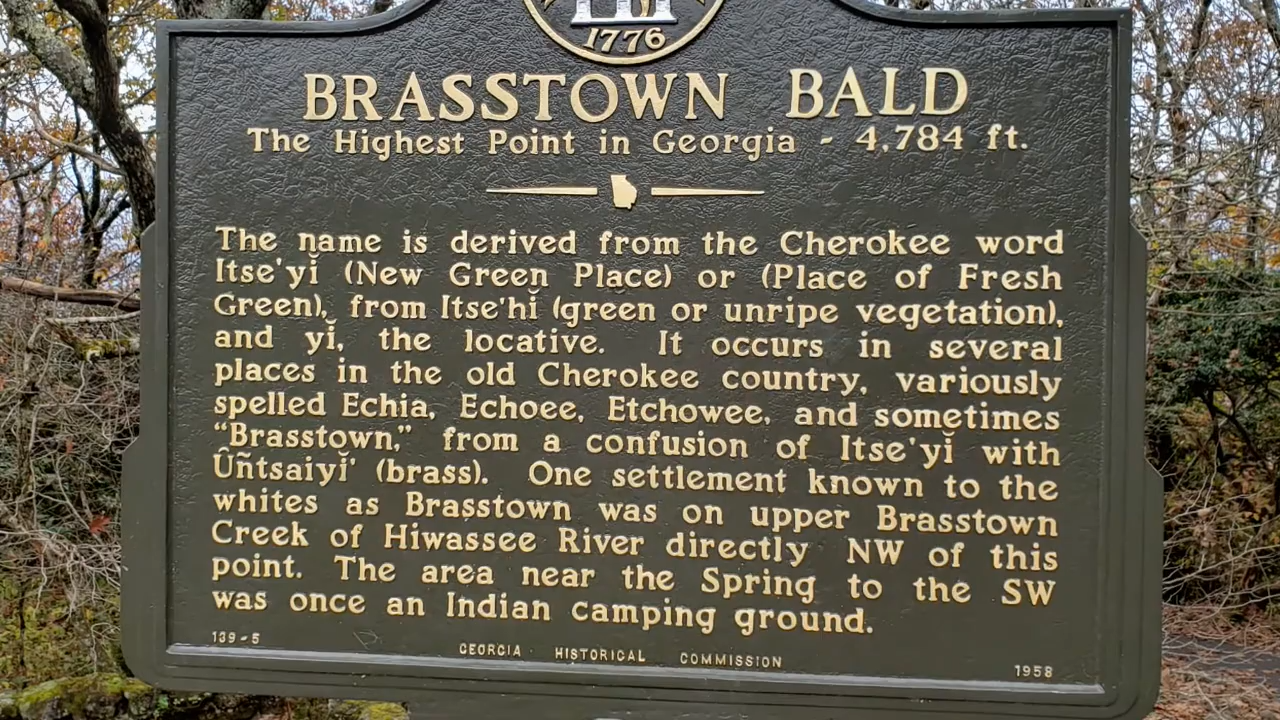 1776
BRASSTOWN BALD
The Highest Point in Georgia - 4,784 ft.
The name is derived from the Cherokee word
Itse'yĭ (New Green Place) or (Place of Fresh
Green), from Itse'hĭ (green or unripe vegetation),
and yĭ, the locative. It occurs in several
places in the old Cherokee country, variously
spelled Echia, Echoee, Etchowee, and sometimes
“Brasstown,” from a confusion of Itse'yĭ with
Ûñtsaiyĭ' (brass). One settlement known to the
whites as Brasstown was on upper Brasstown
Creek of Hiwassee River directly NW of this
point. The area near the Spring to the SW
was once an Indian camping ground.
139-5
GEORGIA HISTORICAL COMMISSION
1958